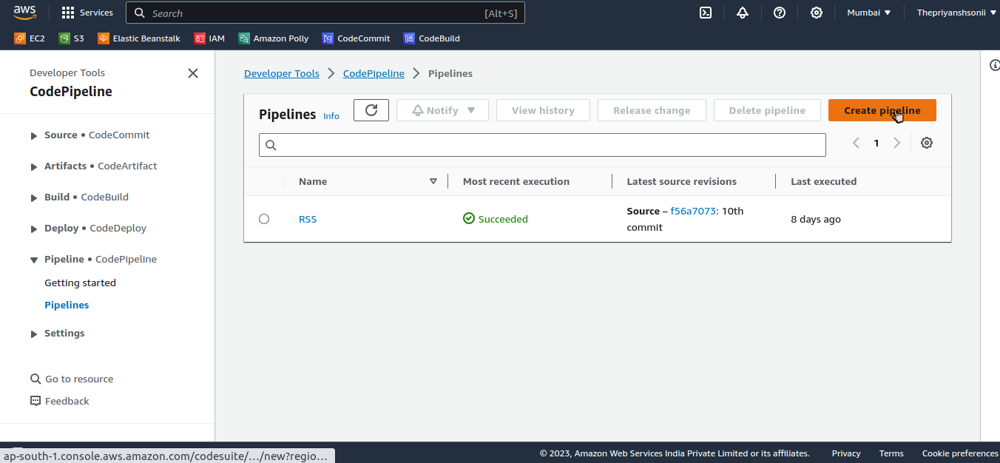 aws
Services
Search [Alt+S]
Mumbai ▼
Thepriyanshsonii ▼
EC2 S3 Elastic Beanstalk IAM Amazon Polly CodeCommit CodeBuild
Developer Tools
CodePipeline
Source • CodeCommit
Artifacts • CodeArtifact
Build • CodeBuild
Deploy • CodeDeploy
Pipeline • CodePipeline
Getting started
Pipelines
Settings
Go to resource
Feedback
Developer Tools > CodePipeline > Pipelines
Pipelines Info Notify ▼ View history Release change Delete pipeline Create pipeline
1
Name Most recent execution Latest source revisions Last executed
RSS Succeeded Source – f56a7073: 10th commit 8 days ago
ap-south-1.console.aws.amazon.com/codesuite/…/new?regio…
© 2023, Amazon Web Services India Private Limited or its affiliates. Privacy Terms Cookie preferences